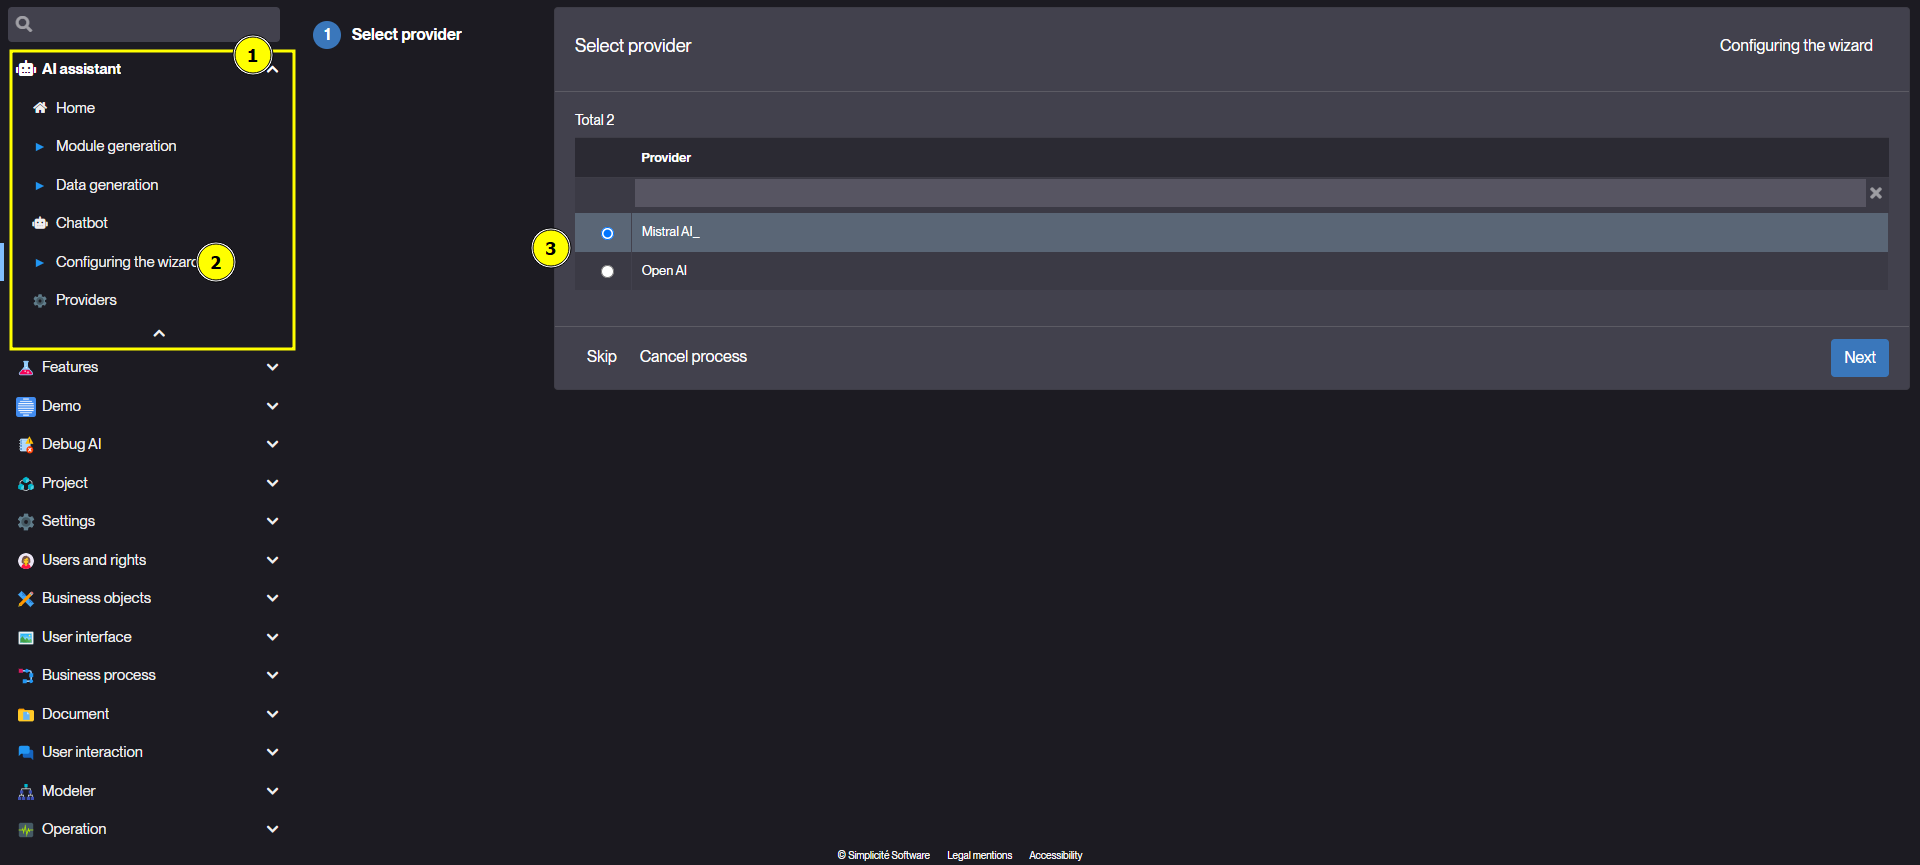 1
AI assistant
Home
Module generation
Data generation
Chatbot
Configuring the wizard
2
Providers
Features
Demo
Debug AI
Project
Settings
Users and rights
Business objects
User interface
Business process
Document
User interaction
Modeler
Operation
1 Select provider
Select provider
Configuring the wizard
Total 2
Provider
3
Mistral AI_
Open AI
Skip
Cancel process
Next
© Simplicité Software
Legal mentions
Accessibility